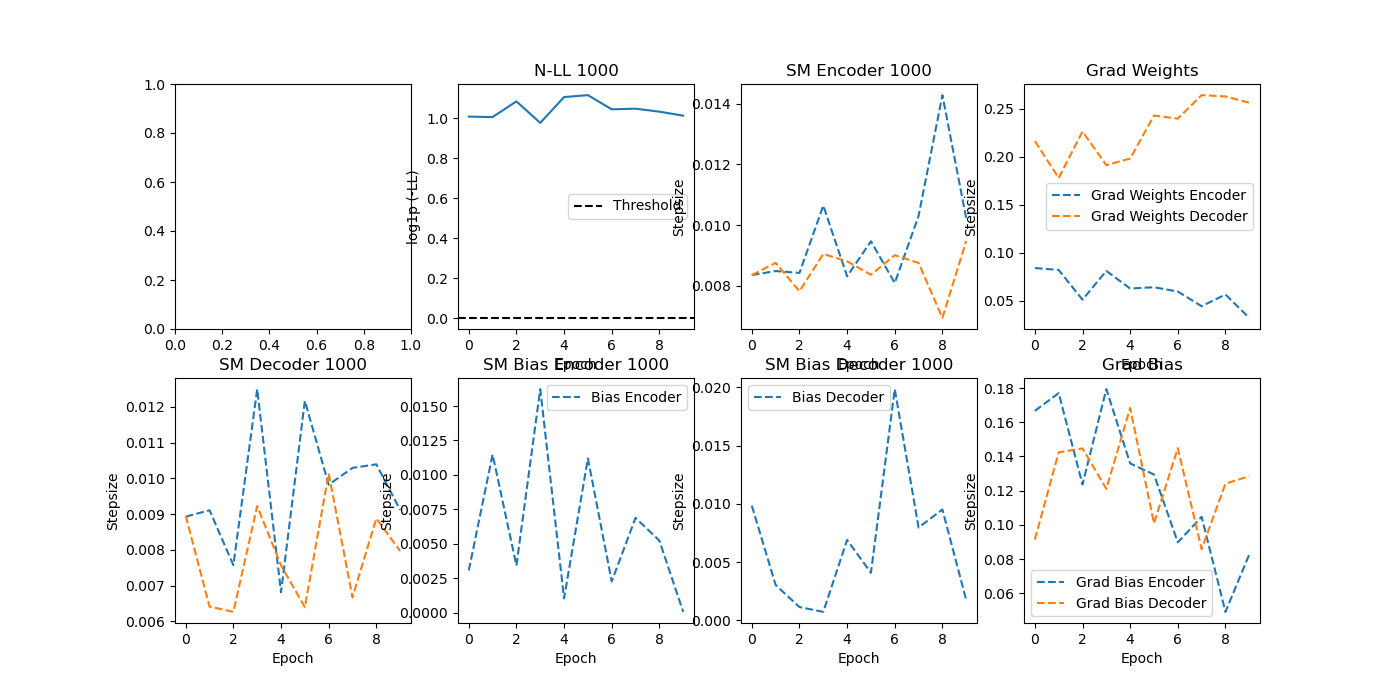 1.0
0.8
0.6
0.4
0.2
0.0
0.0 0.2 0.4 0.6 0.8 1.0
N-LL 1000
log1p (-LL)
1.0
0.8
0.6
0.4
0.2
0.0
Threshold
0 2 4 6 8
Epoch
SM Encoder 1000
Stepsize
0.014
0.012
0.010
0.008
0 2 4 6 8
Epoch
Grad Weights
Stepsize
0.25
0.20
0.15
0.10
0.05
Grad Weights Encoder
Grad Weights Decoder
0 2 4 6 8
Epoch
SM Decoder 1000
Stepsize
0.012
0.011
0.010
0.009
0.008
0.007
0.006
0 2 4 6 8
Epoch
SM Bias Encoder 1000
Stepsize
0.0150
0.0125
0.0100
0.0075
0.0050
0.0025
0.0000
Bias Encoder
0 2 4 6 8
Epoch
SM Bias Decoder 1000
Stepsize
0.020
0.015
0.010
0.005
0.000
Bias Decoder
0 2 4 6 8
Epoch
Grad Bias
Stepsize
0.18
0.16
0.14
0.12
0.10
0.08
0.06
Grad Bias Encoder
Grad Bias Decoder
0 2 4 6 8
Epoch